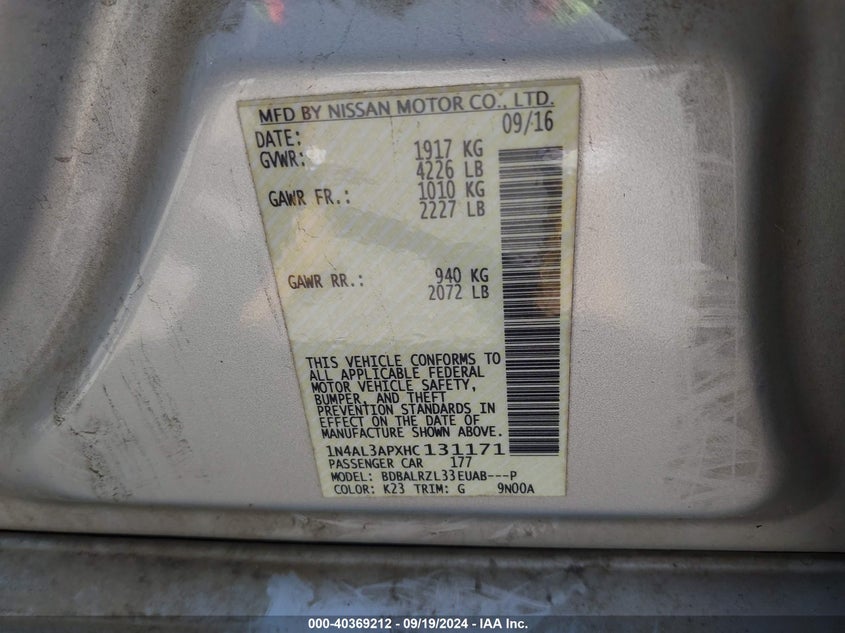 MFD BY NISSAN MOTOR CO., LTD.
DATE: 09/16
GVWR: 1917 KG
4226 LB
GAWR FR.: 1010 KG
2227 LB
GAWR RR.: 940 KG
2072 LB
THIS VEHICLE CONFORMS TO
ALL APPLICABLE FEDERAL
MOTOR VEHICLE SAFETY,
BUMPER, AND THEFT
PREVENTION STANDARDS IN
EFFECT ON THE DATE OF
MANUFACTURE SHOWN ABOVE.
1N4AL3APXHC131171
PASSENGER CAR 177
MODEL: BDBALRZL33EUAB---P
COLOR: K23 TRIM: G 9N00A
000-40369212 - 09/19/2024 - IAA, Inc.